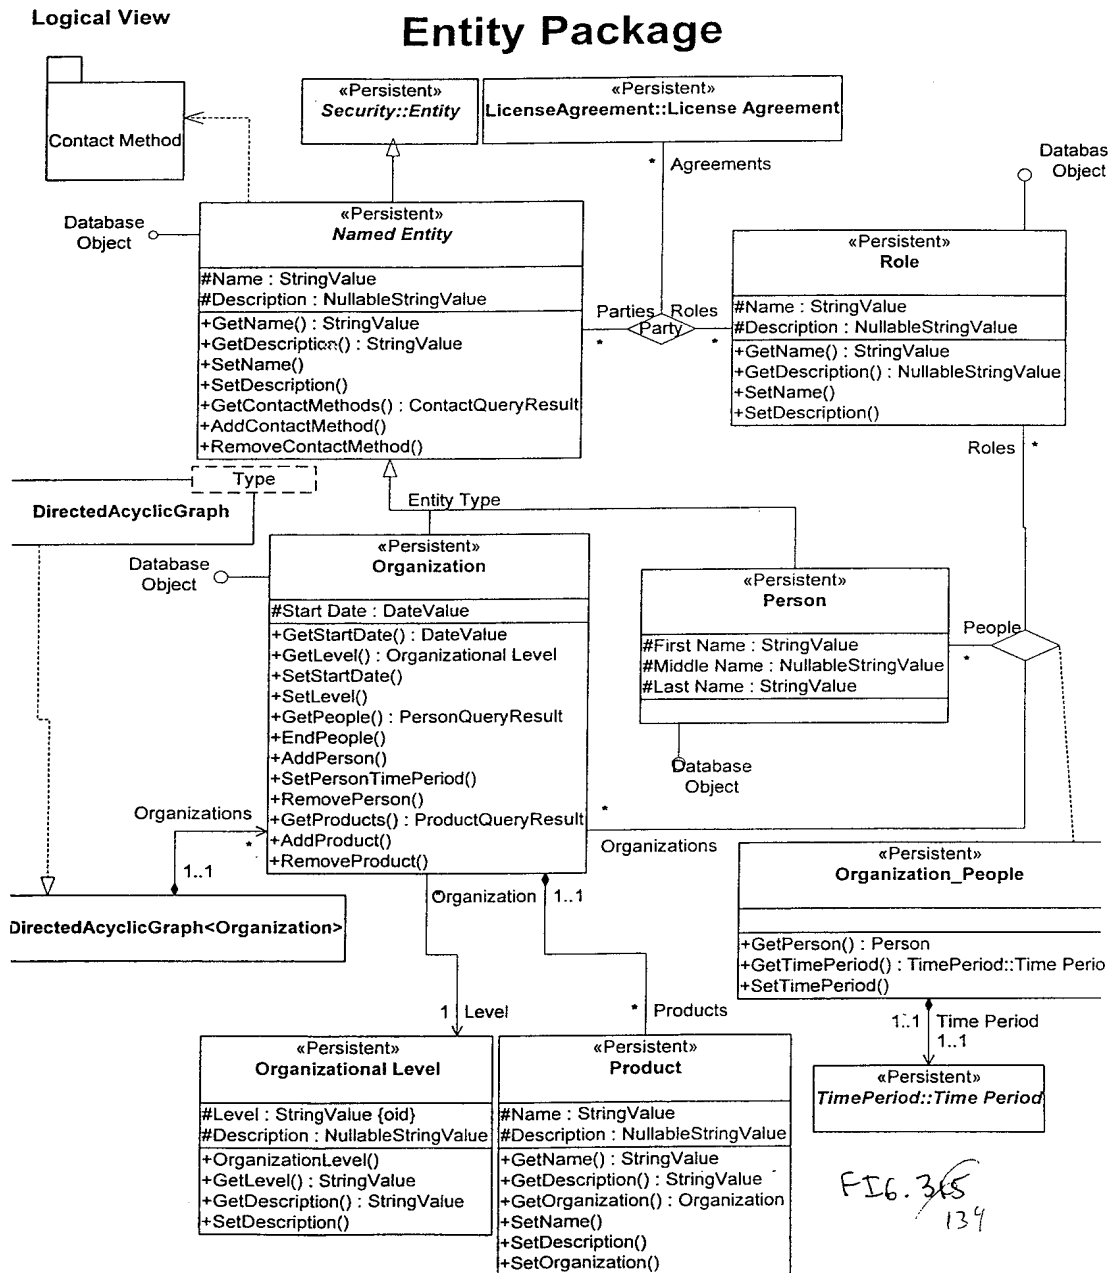 Logical View
Entity Package
Contact Method
«Persistent»
Security::Entity
«Persistent»
LicenseAgreement::License Agreement
* Agreements
Databas
Object
Database
Object
«Persistent»
Named Entity
#Name : StringValue
#Description : NullableStringValue
+GetName() : StringValue
+GetDescription() : StringValue
+SetName()
+SetDescription()
+GetContactMethods() : ContactQueryResult
+AddContactMethod()
+RemoveContactMethod()
Parties
*
Party
Roles
*
«Persistent»
Role
#Name : StringValue
#Description : NullableStringValue
+GetName() : StringValue
+GetDescription() : NullableStringValue
+SetName()
+SetDescription()
Roles *
Type
DirectedAcyclicGraph
Entity Type
Database
Object
«Persistent»
Organization
#Start Date : DateValue
+GetStartDate() : DateValue
+GetLevel() : Organizational Level
+SetStartDate()
+SetLevel()
+GetPeople() : PersonQueryResult
+EndPeople()
+AddPerson()
+SetPersonTimePeriod()
+RemovePerson()
+GetProducts() : ProductQueryResult
+AddProduct()
+RemoveProduct()
«Persistent»
Person
#First Name : StringValue
#Middle Name : NullableStringValue
#Last Name : StringValue
People
*
Database
Object
*
Organizations
Organizations
*
1..1
DirectedAcyclicGraph<Organization>
«Persistent»
Organization_People
+GetPerson() : Person
+GetTimePeriod() : TimePeriod::Time Perio
+SetTimePeriod()
*
Organization
1..1
1 Level
* Products
1..1 Time Period
1..1
«Persistent»
TimePeriod::Time Period
«Persistent»
Organizational Level
#Level : StringValue {oid}
#Description : NullableStringValue
+OrganizationLevel()
+GetLevel() : StringValue
+GetDescription() : StringValue
+SetDescription()
«Persistent»
Product
#Name : StringValue
#Description : NullableStringValue
+GetName() : StringValue
+GetDescription() : StringValue
+GetOrganization() : Organization
+SetName()
+SetDescription()
+SetOrganization()
FIG.
134